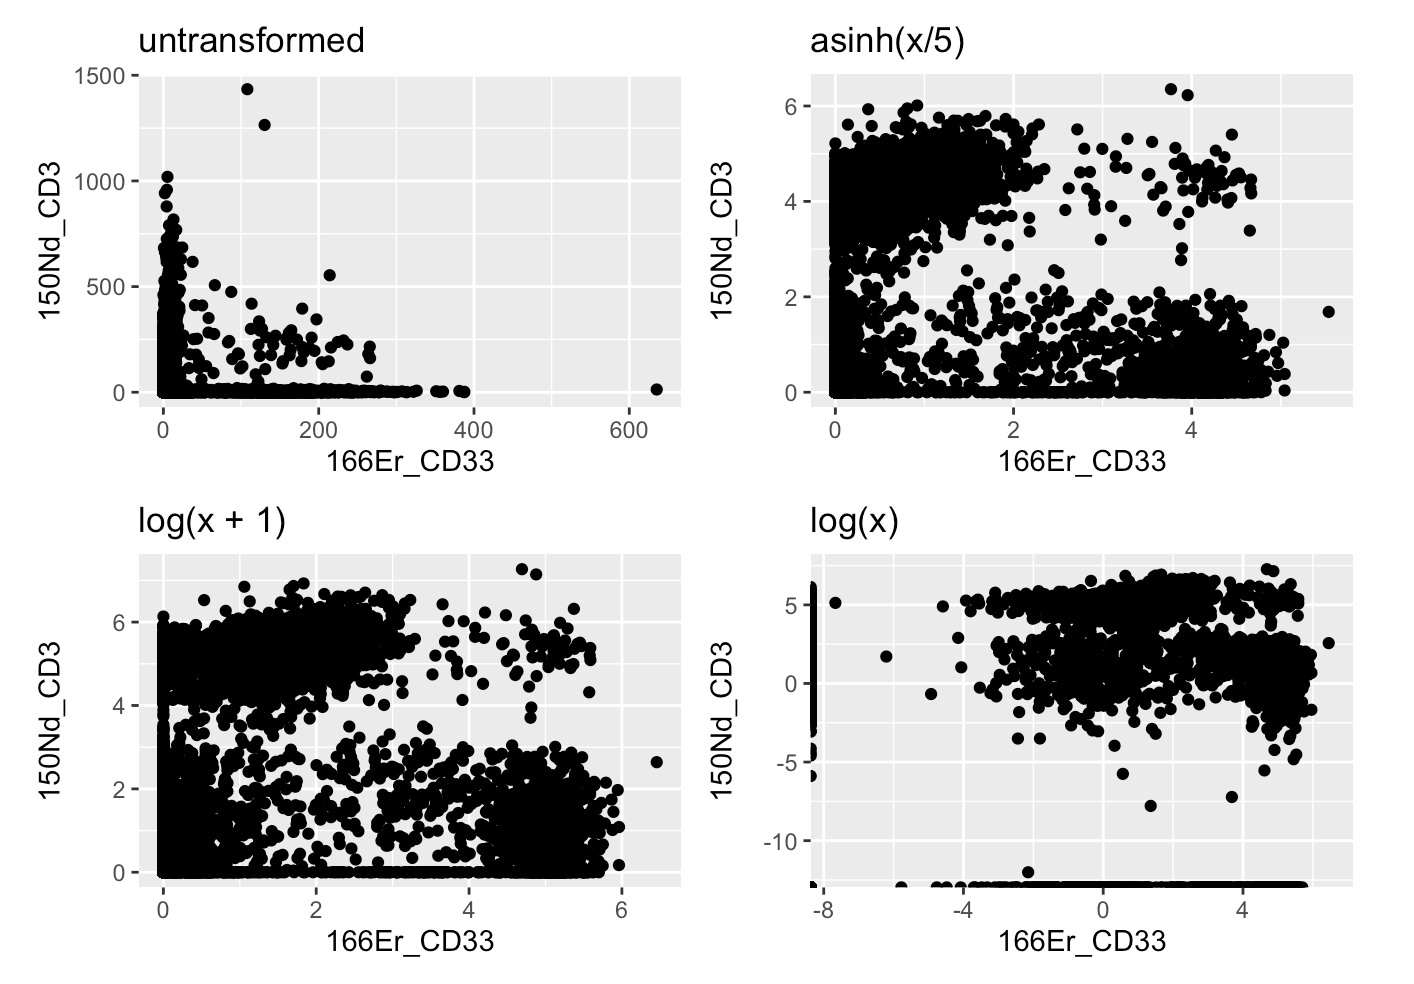 untransformed
1500
1000
500
0
150Nd_CD3
0 200 400 600
166Er_CD33
asinh(x/5)
6
4
2
0
150Nd_CD3
0 2 4
166Er_CD33
log(x + 1)
6
4
2
0
150Nd_CD3
0 2 4 6
166Er_CD33
log(x)
5
0
-5
-10
150Nd_CD3
-8 -4 0 4
166Er_CD33